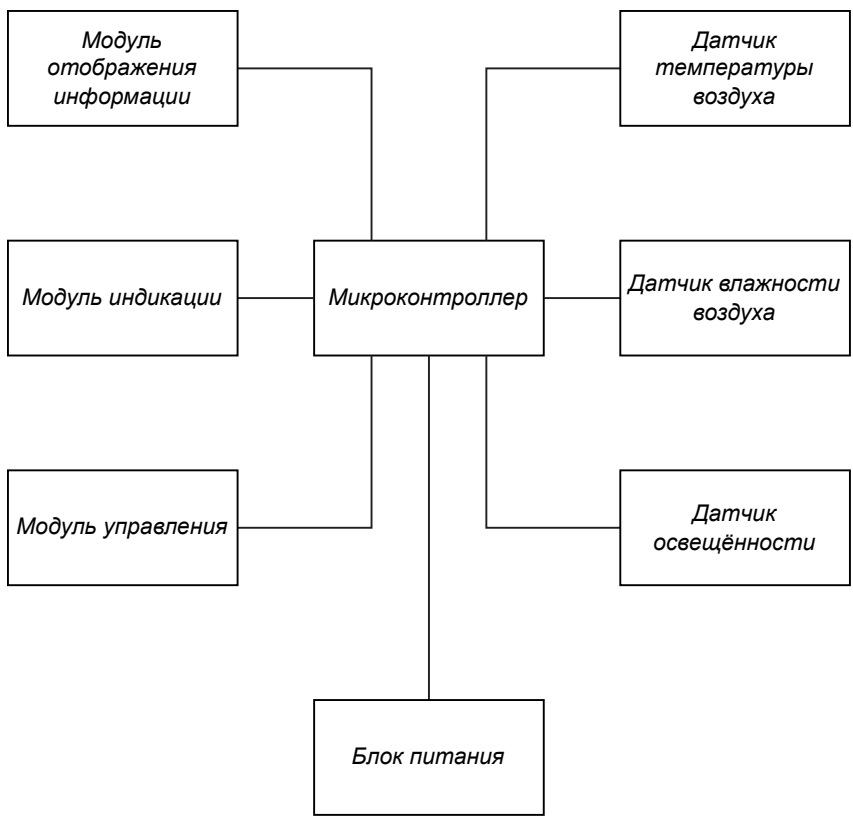 Модуль
отображения
информации
Датчик
температуры
воздуха
Модуль индикации
Микроконтроллер
Датчик влажности
воздуха
Модуль управления
Датчик
освещённости
Блок питания